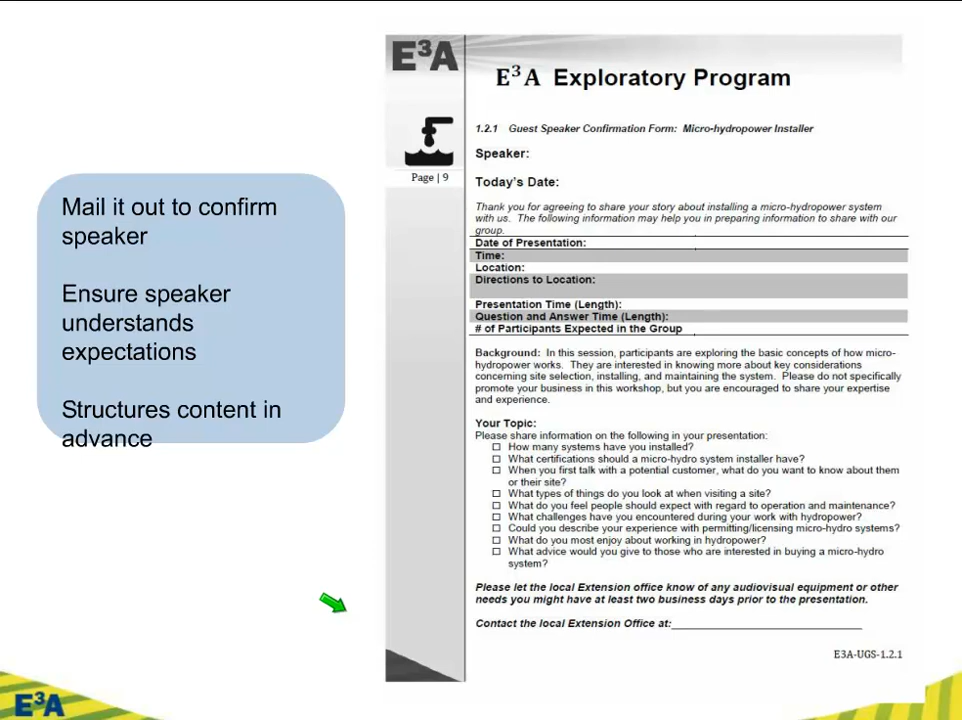 Mail it out to confirm
speaker
Ensure speaker
understands
expectations
Structures content in
advance
E³A
E³A Exploratory Program
Page | 9
1.2.1 Guest Speaker Confirmation Form: Micro-hydropower Installer
Speaker:
Today's Date:
Thank you for agreeing to share your story about installing a micro-hydropower system
with us. The following information may help you in preparing information to share with our
group.
Date of Presentation:
Time:
Location:
Directions to Location:
Presentation Time (Length):
Question and Answer Time (Length):
# of Participants Expected in the Group
Background: In this session, participants are exploring the basic concepts of how micro-
hydropower works. They are interested in knowing more about key considerations
concerning site selection, installing, and maintaining the system. Please do not specifically
promote your business in this workshop, but you are encouraged to share your expertise
and experience.
Your Topic:
Please share information on the following in your presentation:
☐ How many systems have you installed?
☐ What certifications should a micro-hydro system installer have?
☐ When you first talk with a potential customer, what do you want to know about them
or their site?
☐ What types of things do you look at when visiting a site?
☐ What do you feel people should expect with regard to operation and maintenance?
☐ What challenges have you encountered during your work with hydropower?
☐ Could you describe your experience with permitting/licensing micro-hydro systems?
☐ What do you most enjoy about working in hydropower?
☐ What advice would you give to those who are interested in buying a micro-hydro
system?
Please let the local Extension office know of any audiovisual equipment or other
needs you might have at least two business days prior to the presentation.
Contact the local Extension Office at:
E3A-UGS-1.2.1
E³A